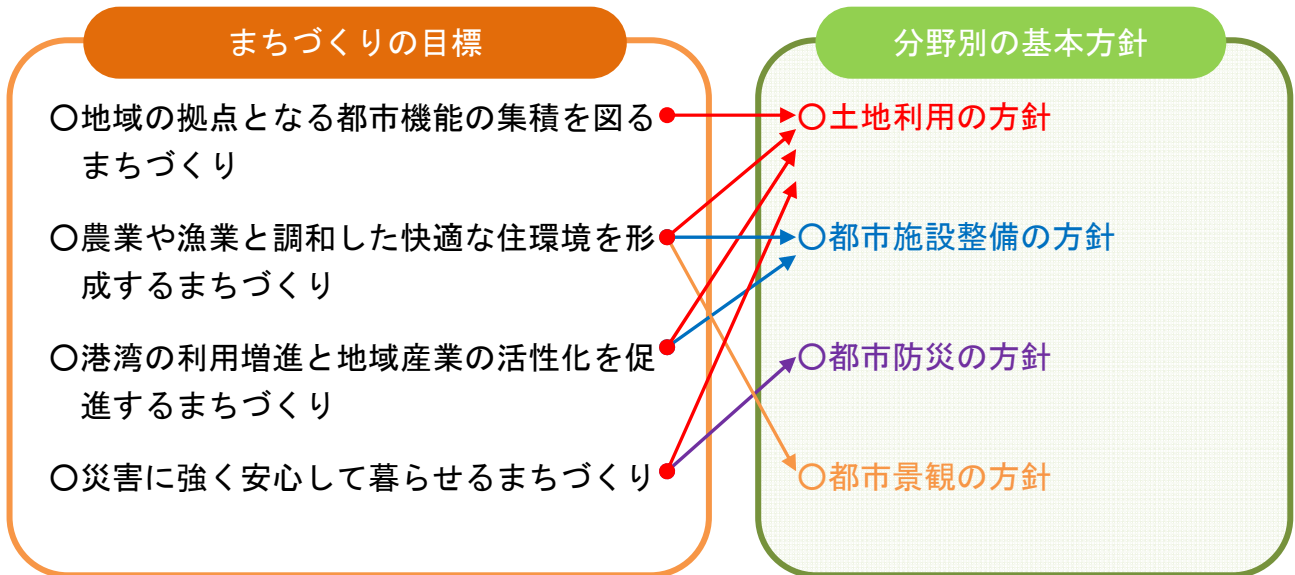 まちづくりの目標
〇地域の拠点となる都市機能の集積を図る
まちづくり
〇農業や漁業と調和した快適な住環境を形
成するまちづくり
〇港湾の利用増進と地域産業の活性化を促
進するまちづくり
〇災害に強く安心して暮らせるまちづくり
分野別の基本方針
〇土地利用の方針
〇都市施設整備の方針
〇都市防災の方針
〇都市景観の方針